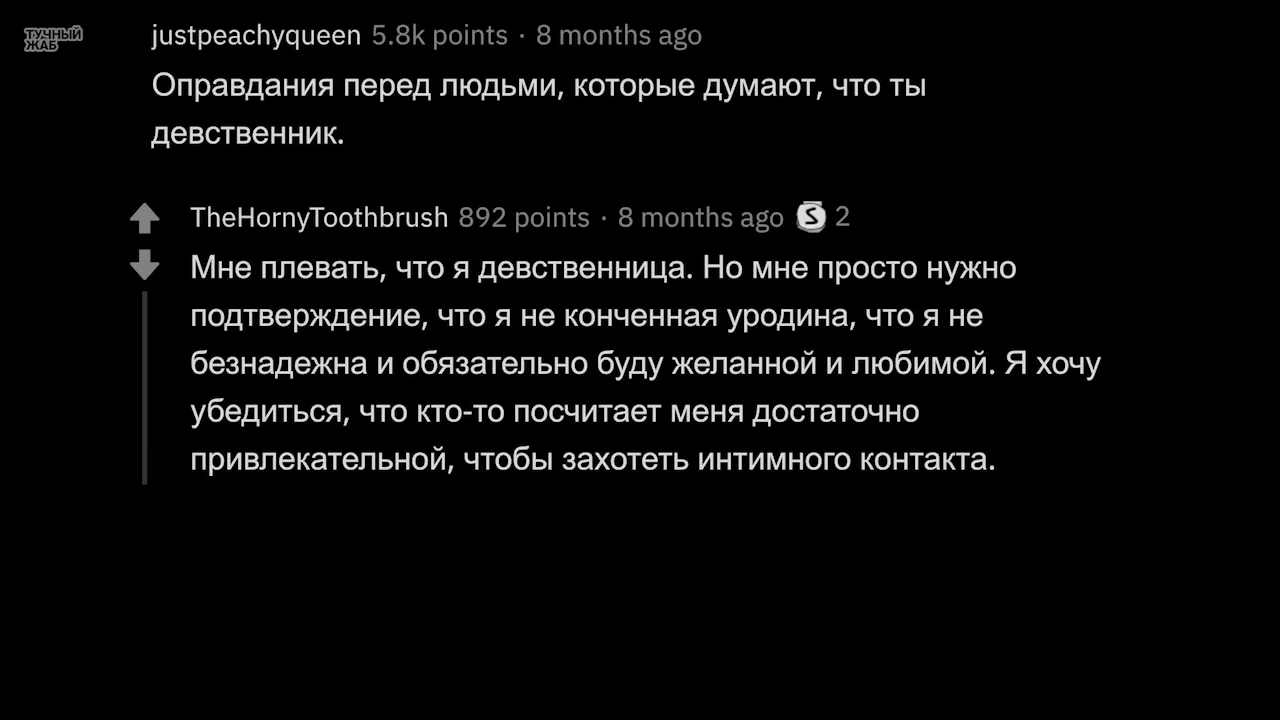 ТУЧНЫЙ
ЖАБ
justpeachyqueen 5.8k points · 8 months ago
Оправдания перед людьми, которые думают, что ты
девственник.
TheHornyToothbrush 892 points · 8 months ago S 2
Мне плевать, что я девственница. Но мне просто нужно
подтверждение, что я не конченная уродина, что я не
безнадежна и обязательно буду желанной и любимой. Я хочу
убедиться, что кто-то посчитает меня достаточно
привлекательной, чтобы захотеть интимного контакта.